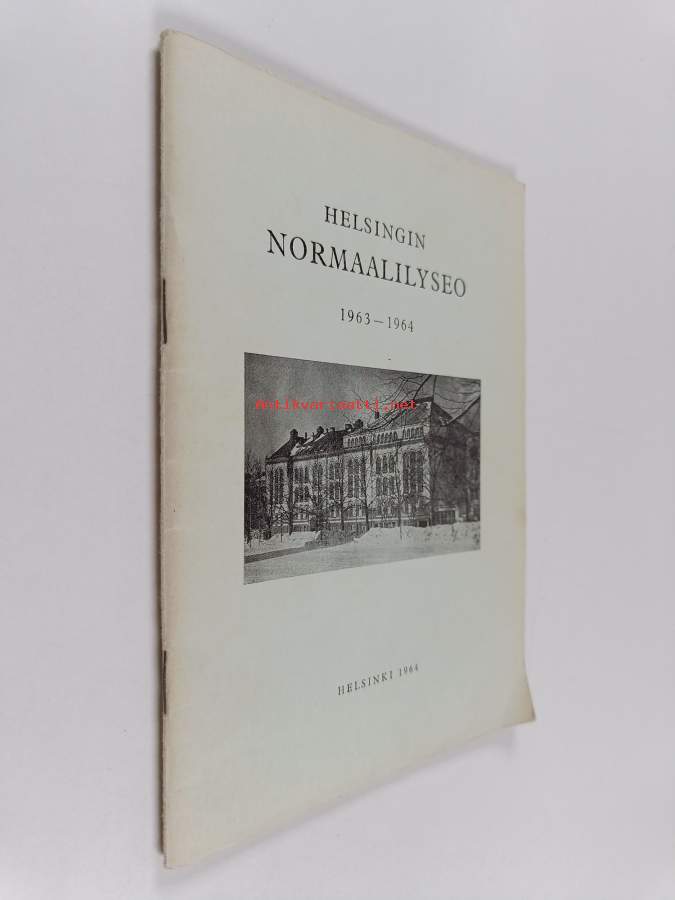 HELSINGIN
NORMAALILYSEO
1963—1964
antikvariaatti.net
HELSINKI 1964